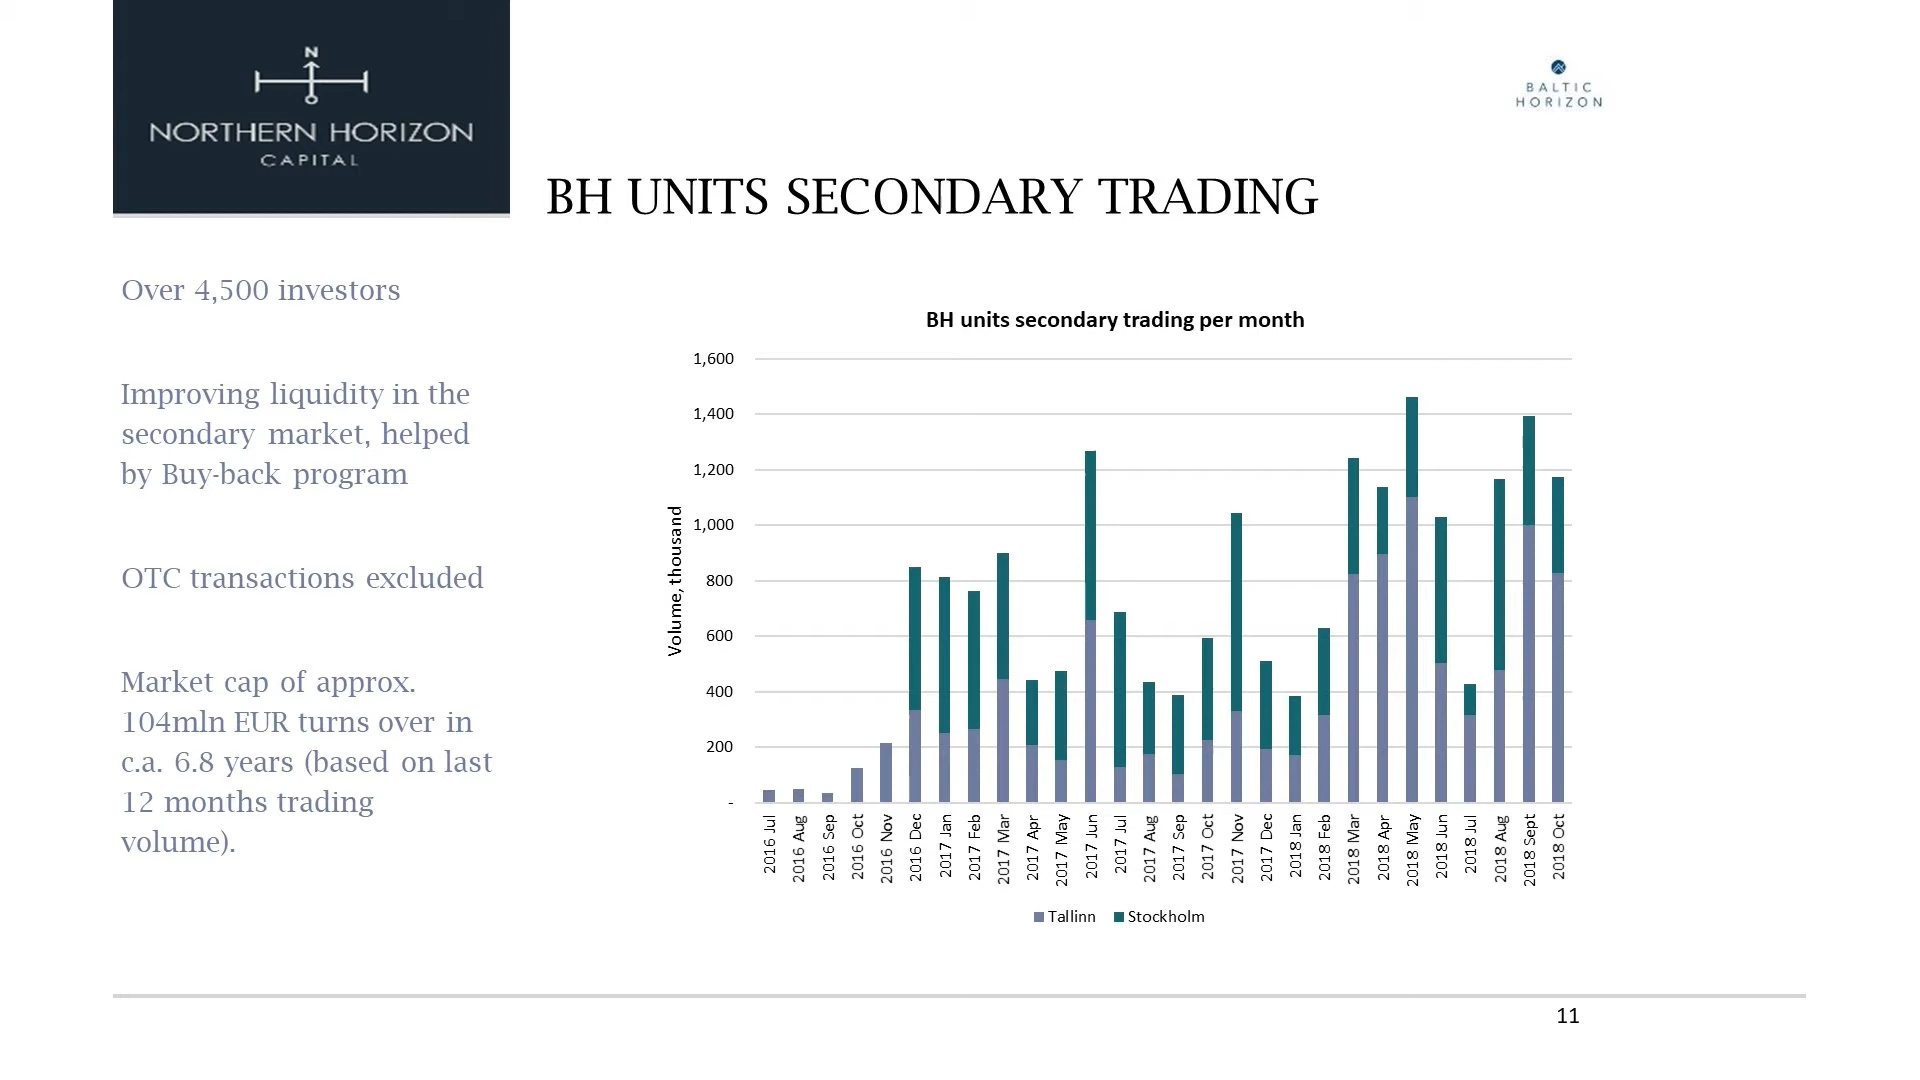 N
NORTHERN HORIZON
CAPITAL
BALTIC
HORIZON
BH UNITS SECONDARY TRADING
Over 4,500 investors
Improving liquidity in the
secondary market, helped
by Buy-back program
OTC transactions excluded
Market cap of approx.
104mln EUR turns over in
c.a. 6.8 years (based on last
12 months trading
volume).
BH units secondary trading per month
Volume, thousand
1,600
1,400
1,200
1,000
800
600
400
200
-
2016 Jul
2016 Aug
2016 Sep
2016 Oct
2016 Nov
2016 Dec
2017 Jan
2017 Feb
2017 Mar
2017 Apr
2017 May
2017 Jun
2017 Jul
2017 Aug
2017 Sep
2017 Oct
2017 Nov
2017 Dec
2018 Jan
2018 Feb
2018 Mar
2018 Apr
2018 May
2018 Jun
2018 Jul
2018 Aug
2018 Sept
2018 Oct
Tallinn Stockholm
11